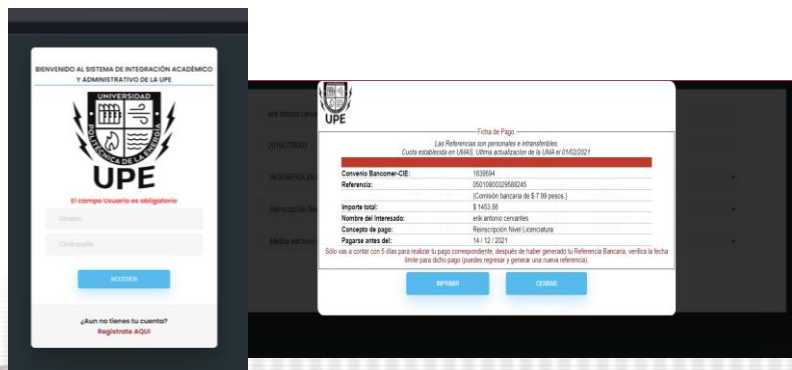 BIENVENIDO AL SISTEMA DE INTEGRACIÓN ACADÉMICO
Y ADMINISTRATIVO DE LA UPE
UNIVERSIDAD
POLITÉCNICA DE LA ENERGÍA
UPE
El campo Usuario es obligatorio
Usuario
Contraseña
ACCEDER
¿Aun no tienes tu cuenta?
Registrate AQUI
UPE
Ficha de Pago
Las Referencias son personales e intransferibles.
Cuota establecida en UMAS, Ultima actualizacion de la UMA el 01/02/2021
Convenio Bancomer-CIE: 1839594
Referencia: 05010800329588245
(Comisión bancaria de $ 7.99 pesos.)
Importe total: $ 1453.86
Nombre del Interesado: erik antonio cervantes
Concepto de pago: Reinscripción Nivel Licenciatura
Pagarse antes del: 14 / 12 / 2021
Sólo vas a contar con 5 días para realizar tu pago correspondiente, después de haber generado tu Referencia Bancaria, verifica la fecha
límite para dicho pago (puedes regresar y generar una nueva referencia)
IMPRIMIR
CERRAR
erik antonio
INGENIERÍA EN
Reinscripción